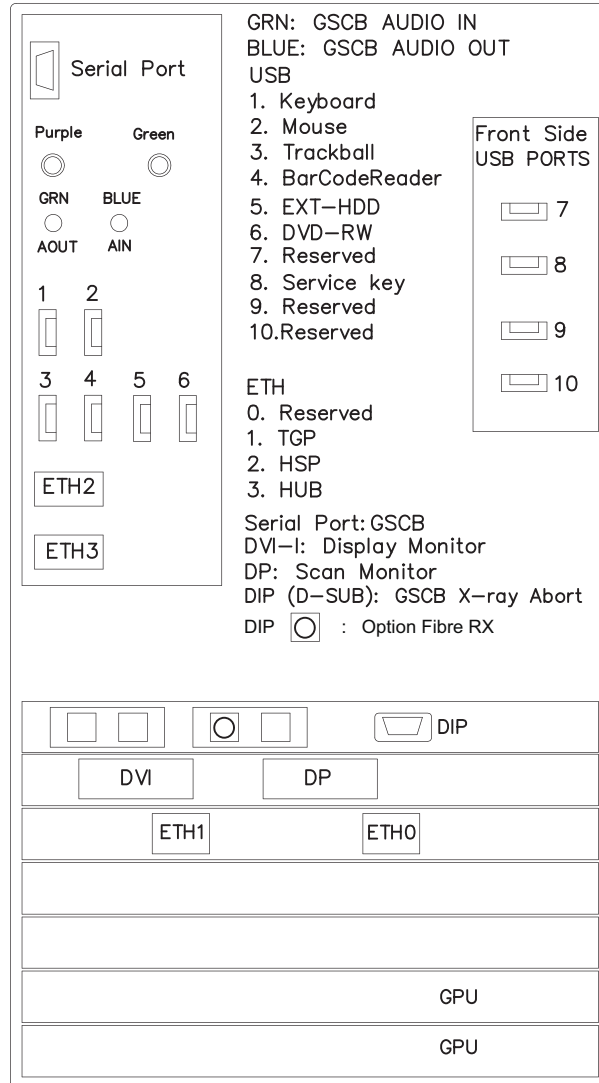 Serial Port
Purple Green
GRN BLUE
AOUT AIN
1 2
3 4 5 6
ETH2
ETH3
GRN: GSCB AUDIO IN
BLUE: GSCB AUDIO OUT
USB
1. Keyboard
2. Mouse
3. Trackball
4. BarCodeReader
5. EXT-HDD
6. DVD-RW
7. Reserved
8. Service key
9. Reserved
10.Reserved
ETH
0. Reserved
1. TGP
2. HSP
3. HUB
Serial Port: GSCB
DVI-I: Display Monitor
DP: Scan Monitor
DIP (D-SUB): GSCB X-ray Abort
DIP : Option Fibre RX
Front Side
USB PORTS
7
8
9
10
DIP
DVI DP
ETH1 ETH0
GPU
GPU